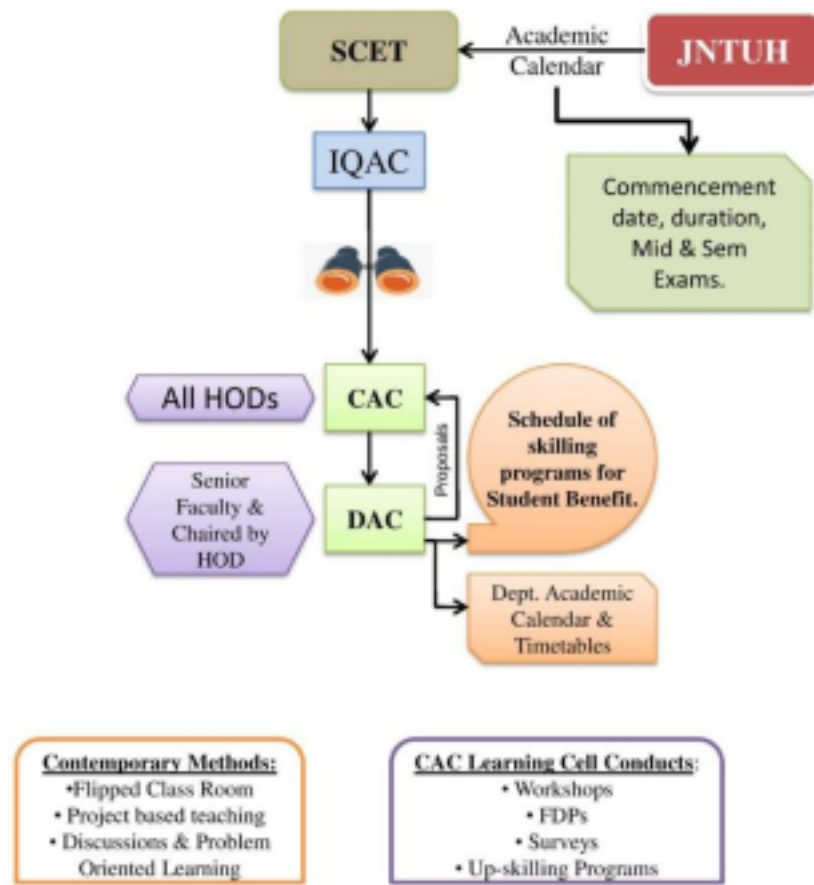 SCET
Academic
Calendar
JNTUH
IQAC
Commencement
date, duration,
Mid & Sem
Exams.
All HODs
CAC
Proposals
Schedule of
skilling
programs for
Student Benefit.
Senior
Faculty &
Chaired by
HOD
DAC
Dept. Academic
Calendar &
Timetables
Contemporary Methods:
•Flipped Class Room
• Project based teaching
• Discussions & Problem
Oriented Learning
CAC Learning Cell Conducts:
• Workshops
• FDPs
• Surveys
• Up-skilling Programs